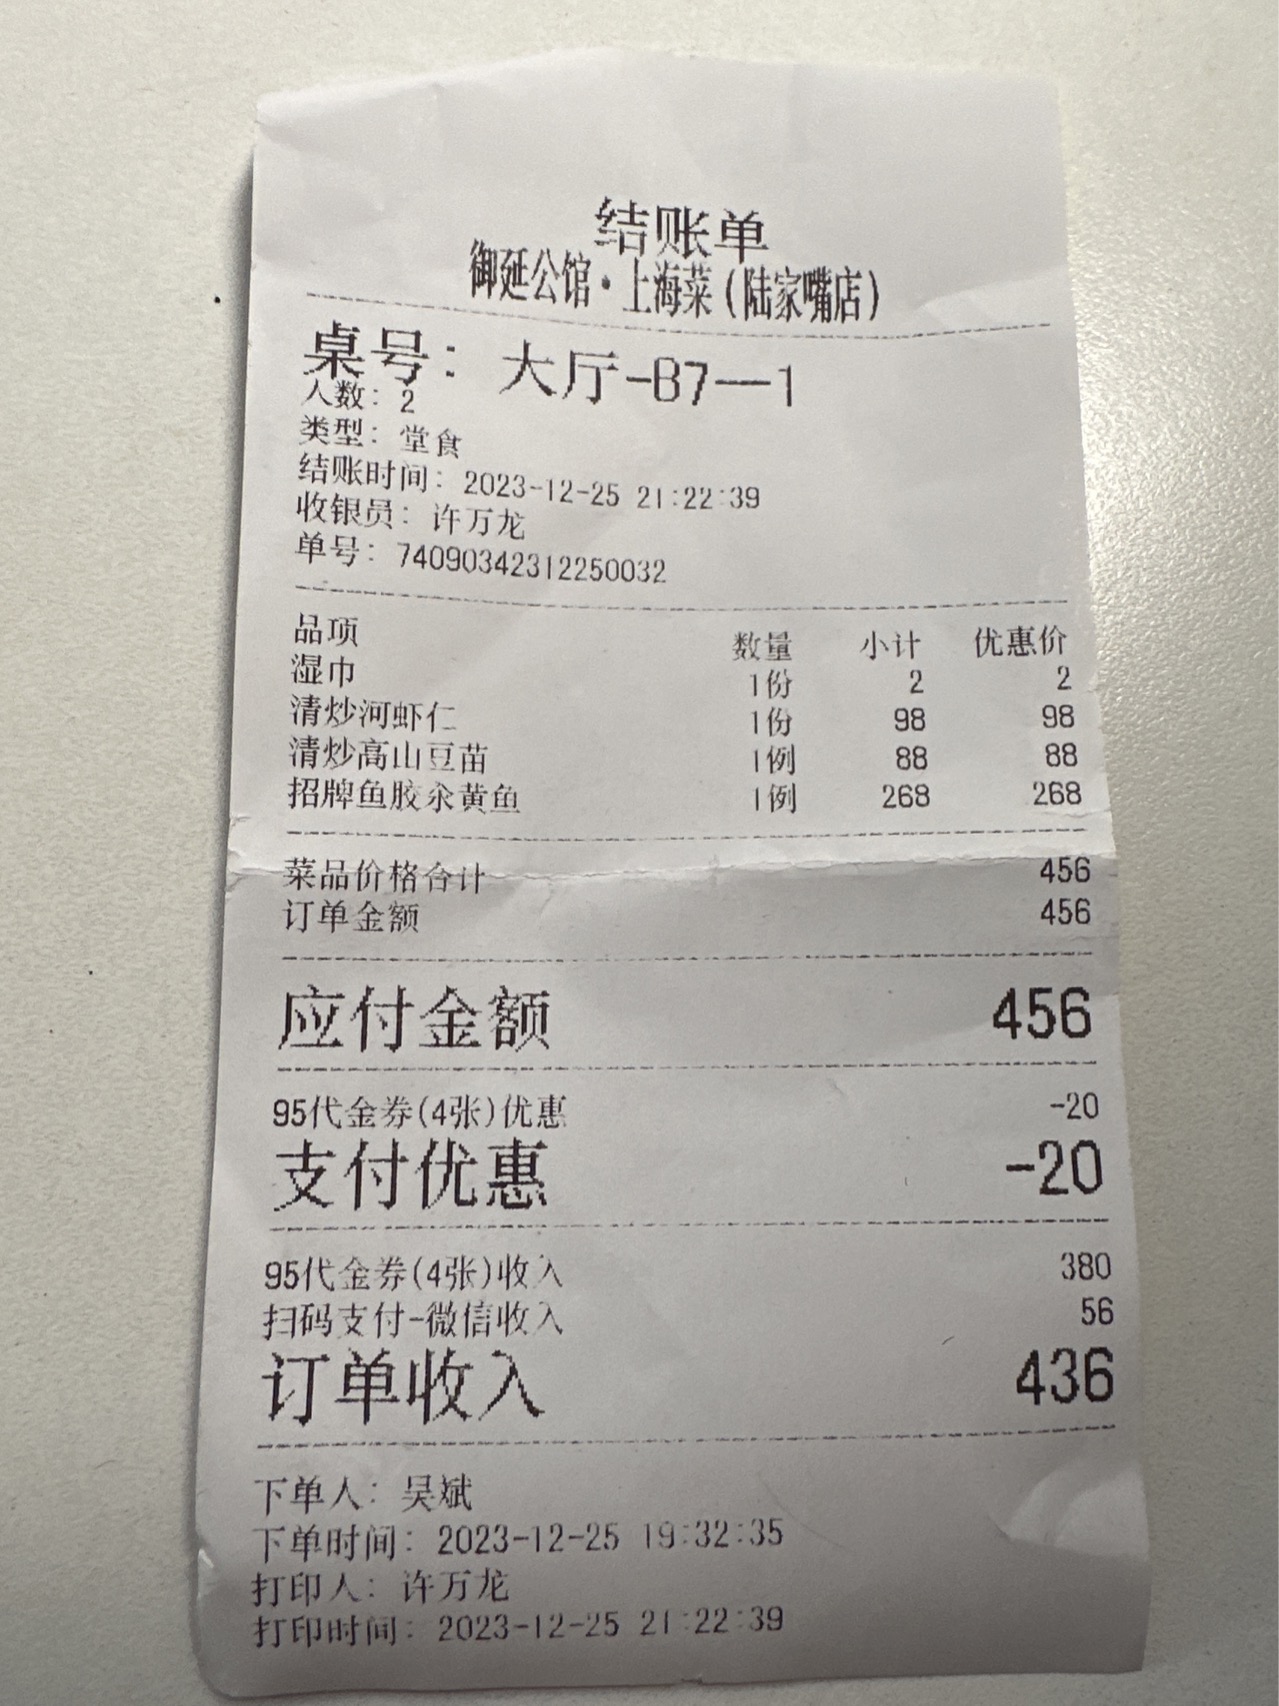 结账单
御延公馆·上海菜(陆家嘴店)
桌号: 大厅-B7—1
人数: 2
类型: 堂食
结账时间: 2023-12-25 21:22:39
收银员: 许万龙
单号: 74090342312250032
品项 数量 小计 优惠价
湿巾 1份 2 2
清炒河虾仁 1份 98 98
清炒高山豆苗 1例 88 88
招牌鱼胶汆黄鱼 1例 268 268
菜品价格合计 456
订单金额 456
应付金额 456
95代金券(4张)优惠 -20
支付优惠 -20
95代金券(4张)收入 380
扫码支付-微信收入 56
订单收入 436
下单人: 吴斌
下单时间: 2023-12-25 19:32:35
打印人: 许万龙
打印时间: 2023-12-25 21:22:39